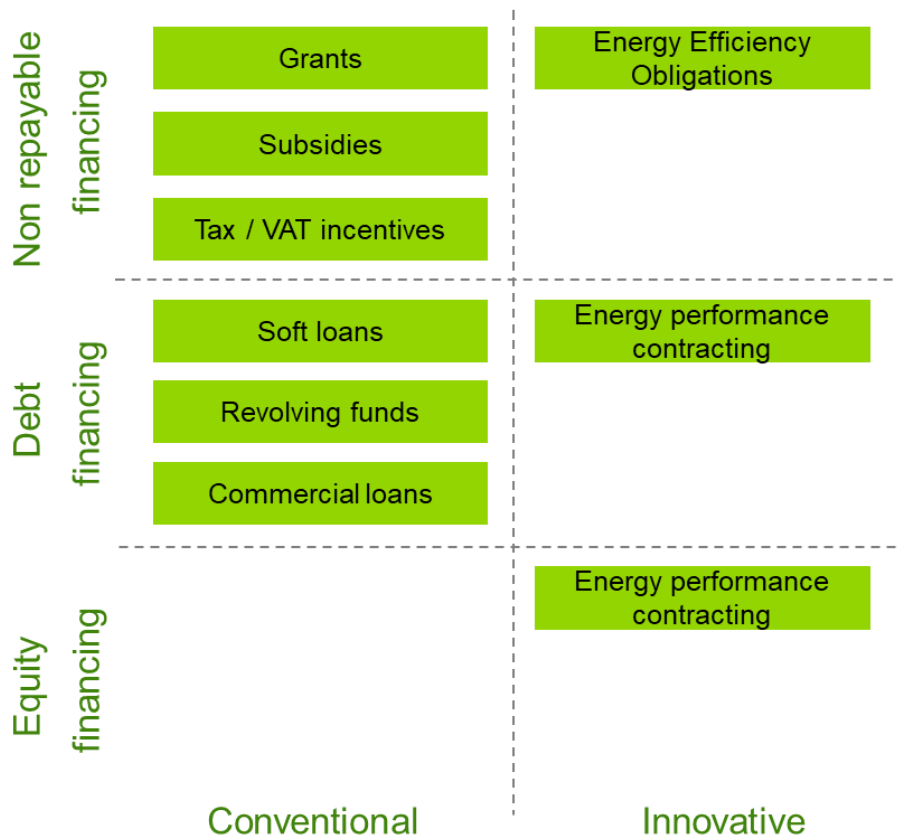 Non repayable
financing
Grants
Energy Efficiency
Obligations
Subsidies
Tax / VAT incentives
Debt
financing
Soft loans
Energy performance
contracting
Revolving funds
Commercial loans
Equity
financing
Energy performance
contracting
Conventional
Innovative